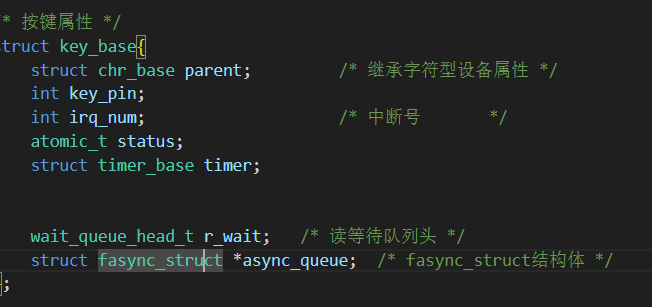 /* 按键属性 */
struct key_base{
struct chr_base parent; /* 继承字符型设备属性 */
int key_pin;
int irq_num; /* 中断号 */
atomic_t status;
struct timer_base timer;
wait_queue_head_t r_wait; /* 读等待队列头 */
struct fasync_struct *async_queue; /* fasync_struct结构体 */
};